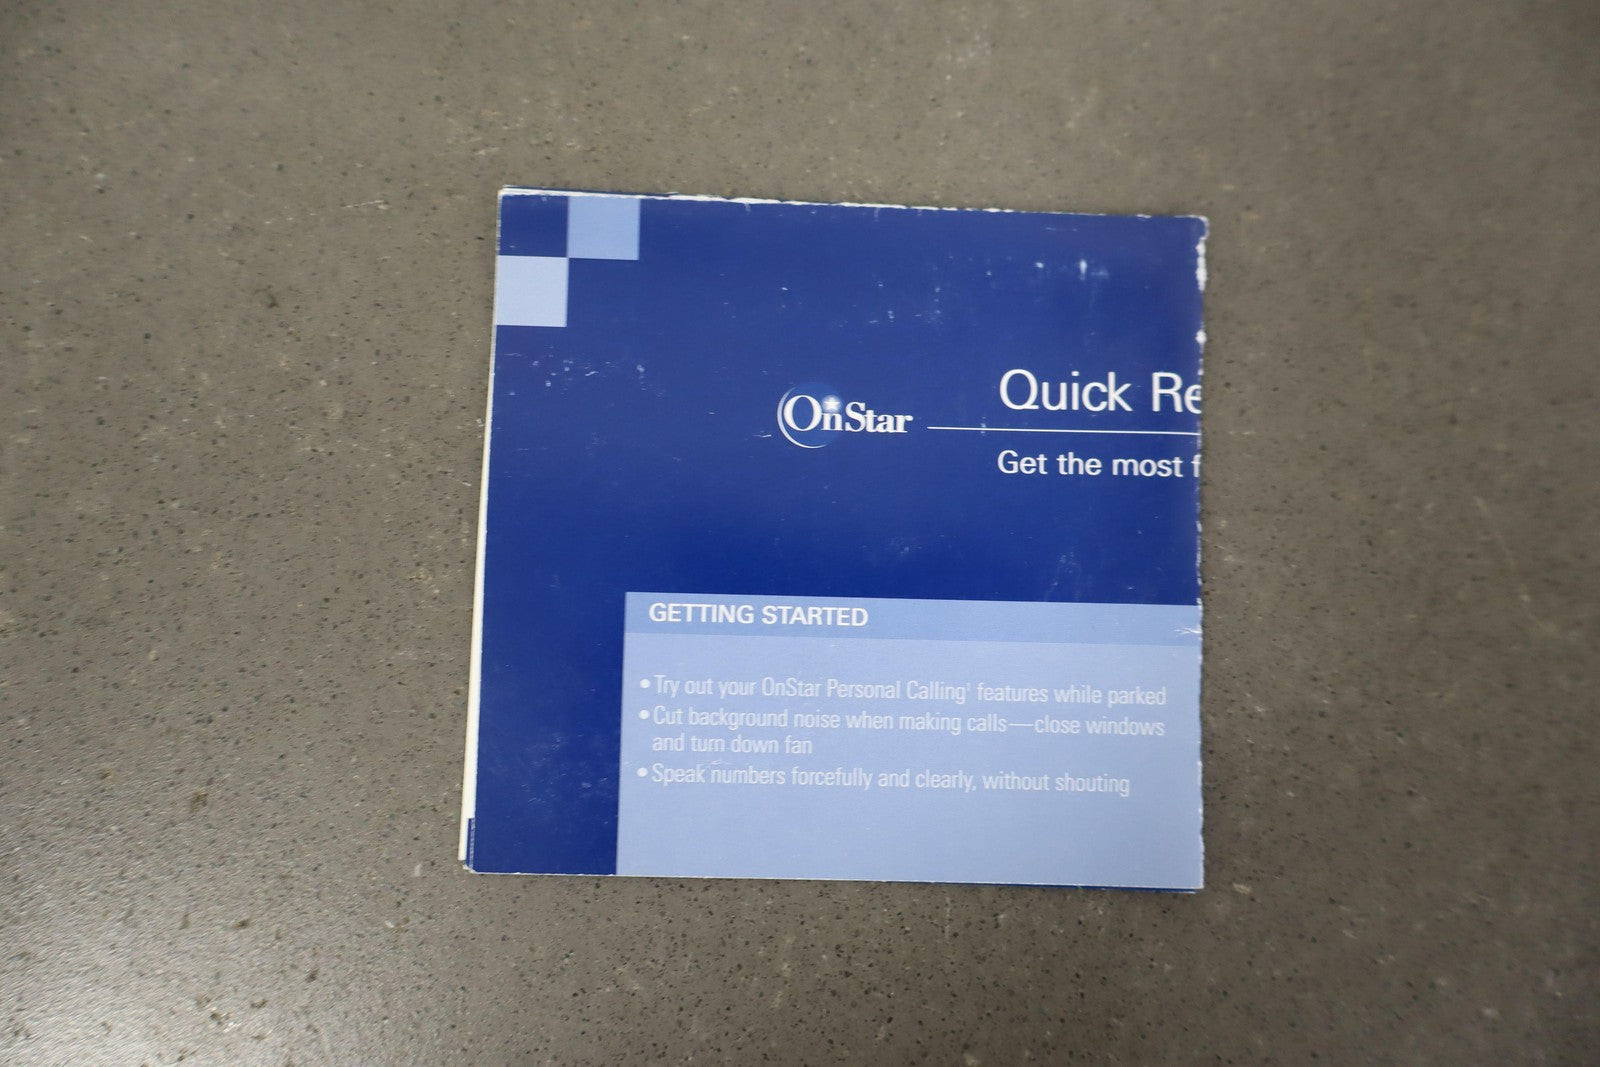 Quick Re
OnStar
Get the most f
GETTING STARTED
• Try out your OnStar Personal Calling¹ features while parked
• Cut background noise when making calls—close windows
and turn down fan
• Speak numbers forcefully and clearly, without shouting